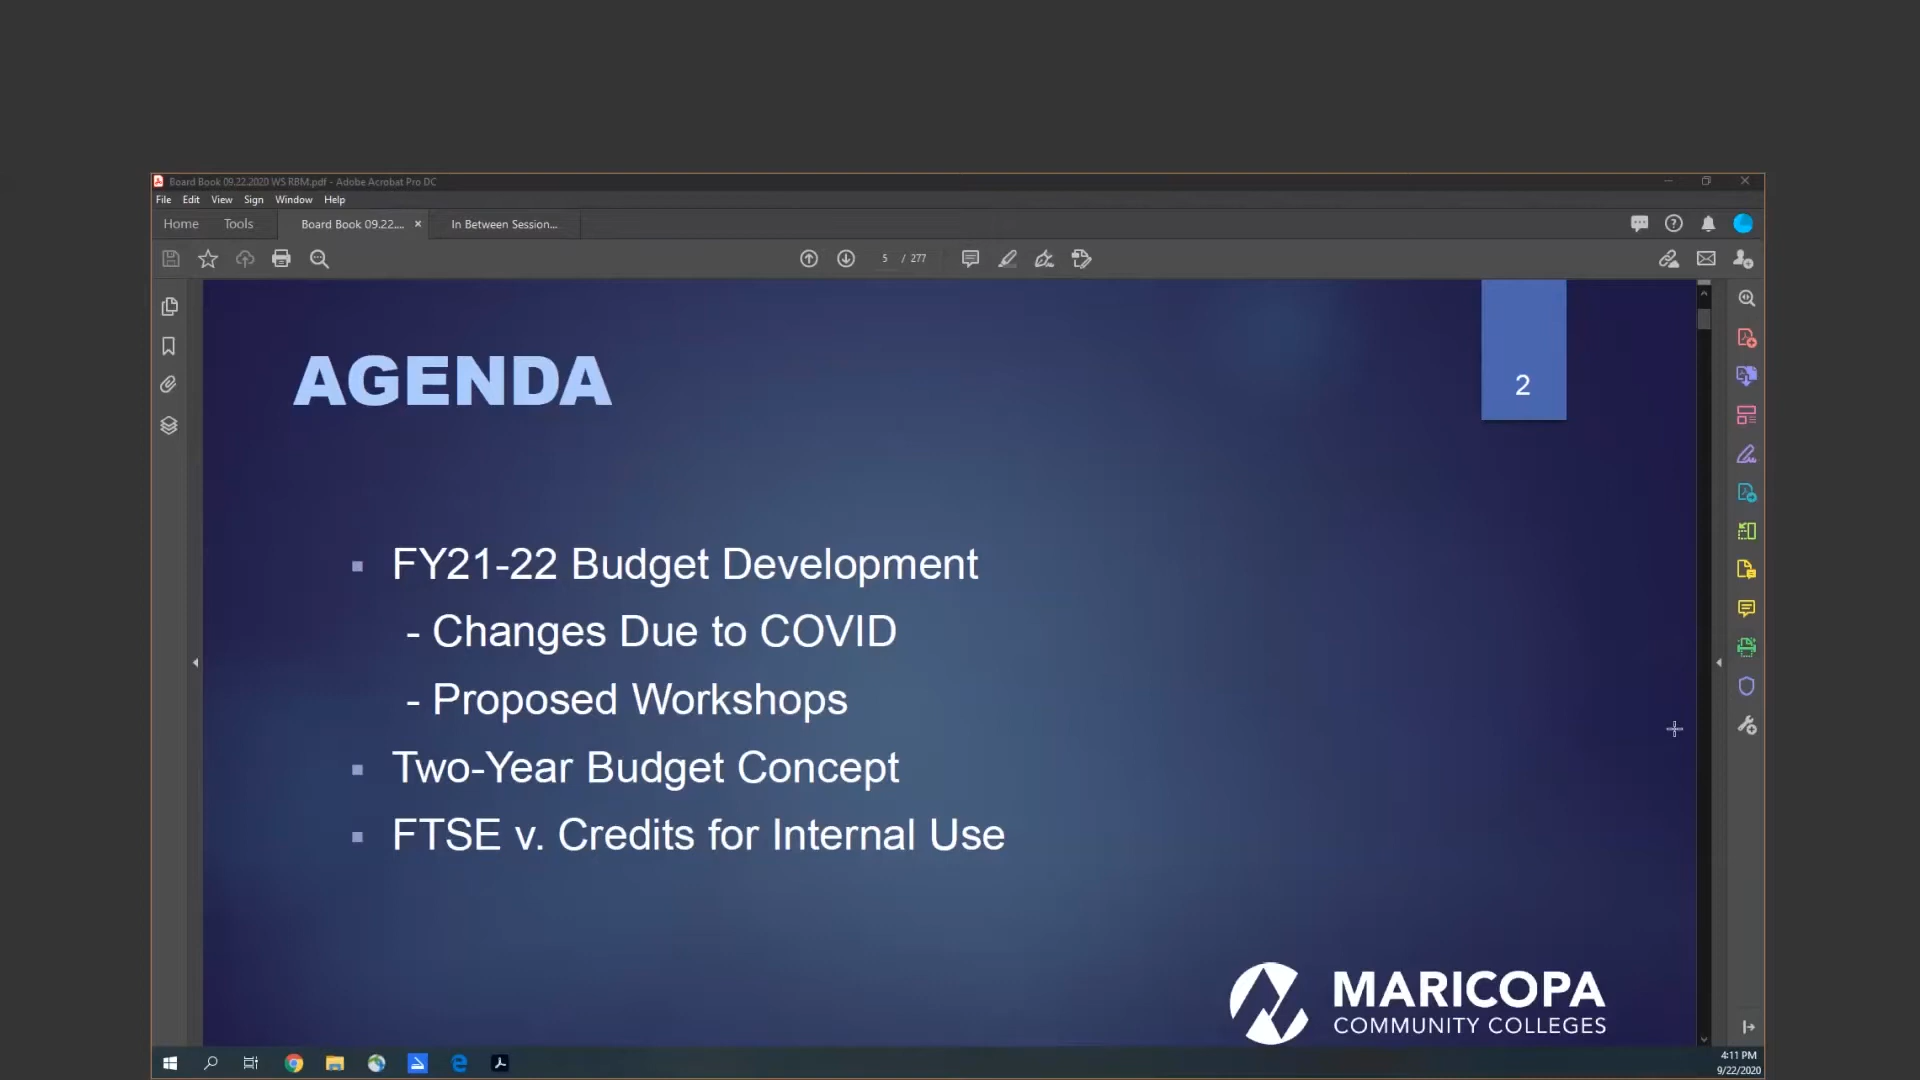 Board Book 09.22.2020 WS RBM.pdf - Adobe Acrobat Pro DC
File Edit View Sign Window Help
Home Tools Board Book 09.22.... × In Between Session...
5 / 277
2
AGENDA
▪ FY21-22 Budget Development
- Changes Due to COVID
- Proposed Workshops
▪ Two-Year Budget Concept
▪ FTSE v. Credits for Internal Use
MARICOPA
COMMUNITY COLLEGES
4:11 PM
9/22/2020